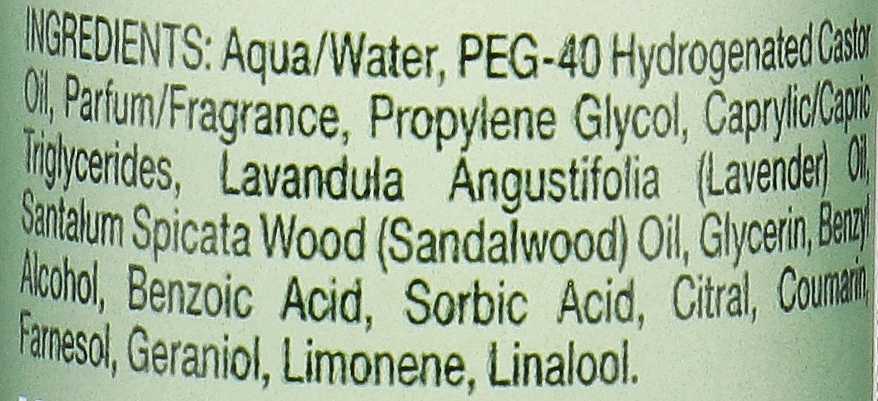 INGREDIENTS: Aqua/Water, PEG-40 Hydrogenated Castor
Oil, Parfum/Fragrance, Propylene Glycol, Caprylic/Capric
Triglycerides, Lavandula Angustifolia (Lavender) Oil,
Santalum Spicata Wood (Sandalwood) Oil, Glycerin, Benzyl
Alcohol, Benzoic Acid, Sorbic Acid, Citral, Coumarin,
Farnesol, Geraniol, Limonene, Linalool.